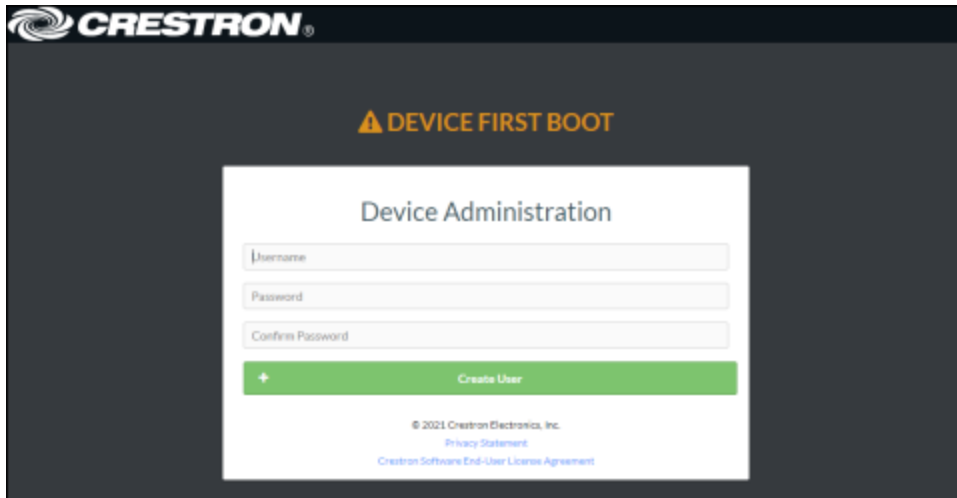 CRESTRON®
DEVICE FIRST BOOT
Device Administration
Username
Password
Confirm Password
+ Create User
© 2021 Crestron Electronics, Inc.
Privacy Statement
Crestron Software End-User License Agreement